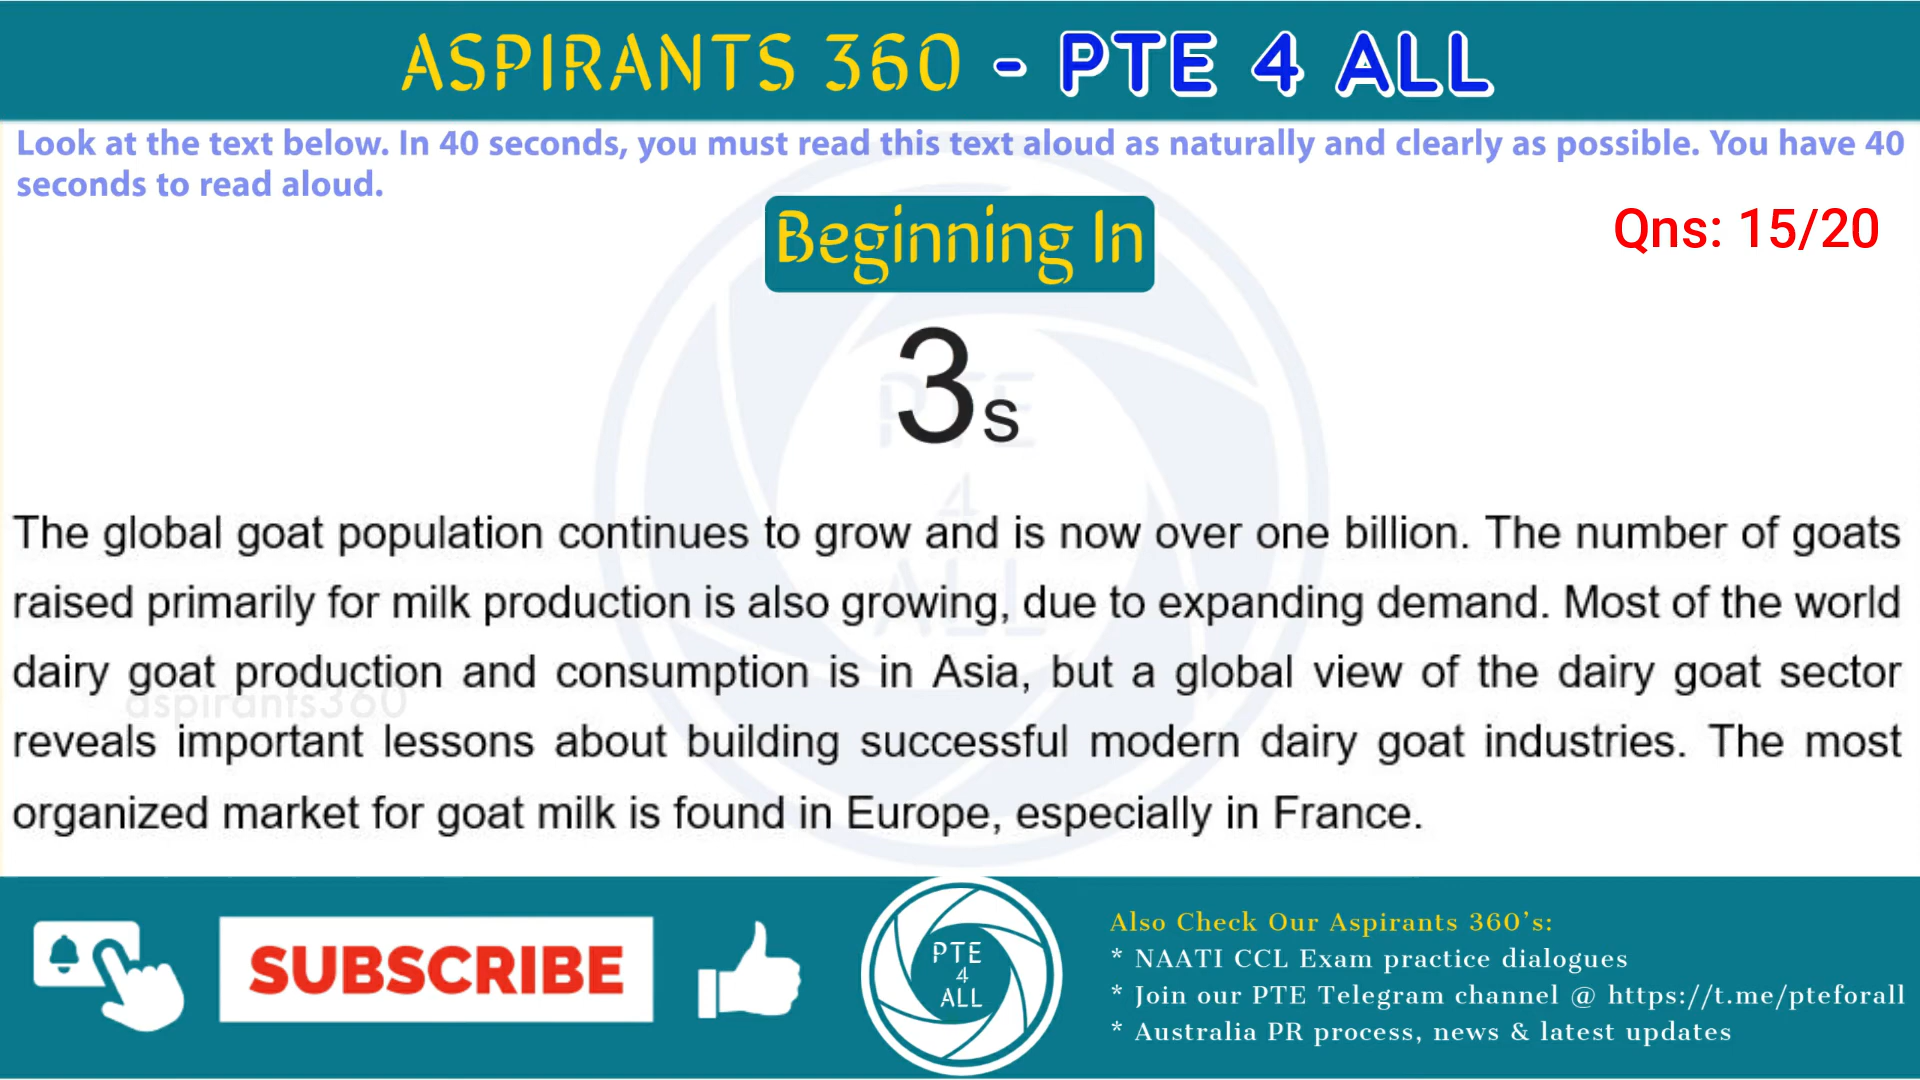 ASPIRANTS 360 - PTE 4 ALL
Look at the text below. In 40 seconds, you must read this text aloud as naturally and clearly as possible. You have 40
seconds to read aloud.
Beginning In
Qns: 15/20
3s
PTE
4
ALL
The global goat population continues to grow and is now over one billion. The number of goats
raised primarily for milk production is also growing, due to expanding demand. Most of the world
dairy goat production and consumption is in Asia, but a global view of the dairy goat sector
aspirants360
reveals important lessons about building successful modern dairy goat industries. The most
organized market for goat milk is found in Europe, especially in France.
SUBSCRIBE
PTE
4
ALL
Also Check Our Aspirants 360's:
* NAATI CCL Exam practice dialogues
* Join our PTE Telegram channel @ https://t.me/pteforall
* Australia PR process, news & latest updates